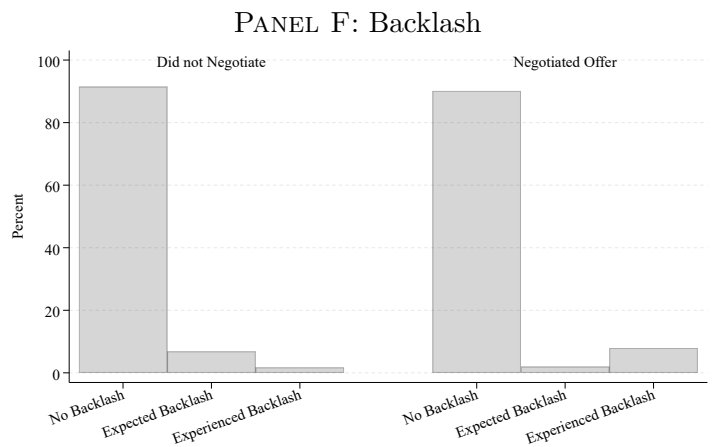 PANEL F: Backlash
Did not Negotiate
Negotiated Offer
100
80
60
40
20
0
Percent
No Backlash
Expected Backlash
Experienced Backlash
No Backlash
Expected Backlash
Experienced Backlash